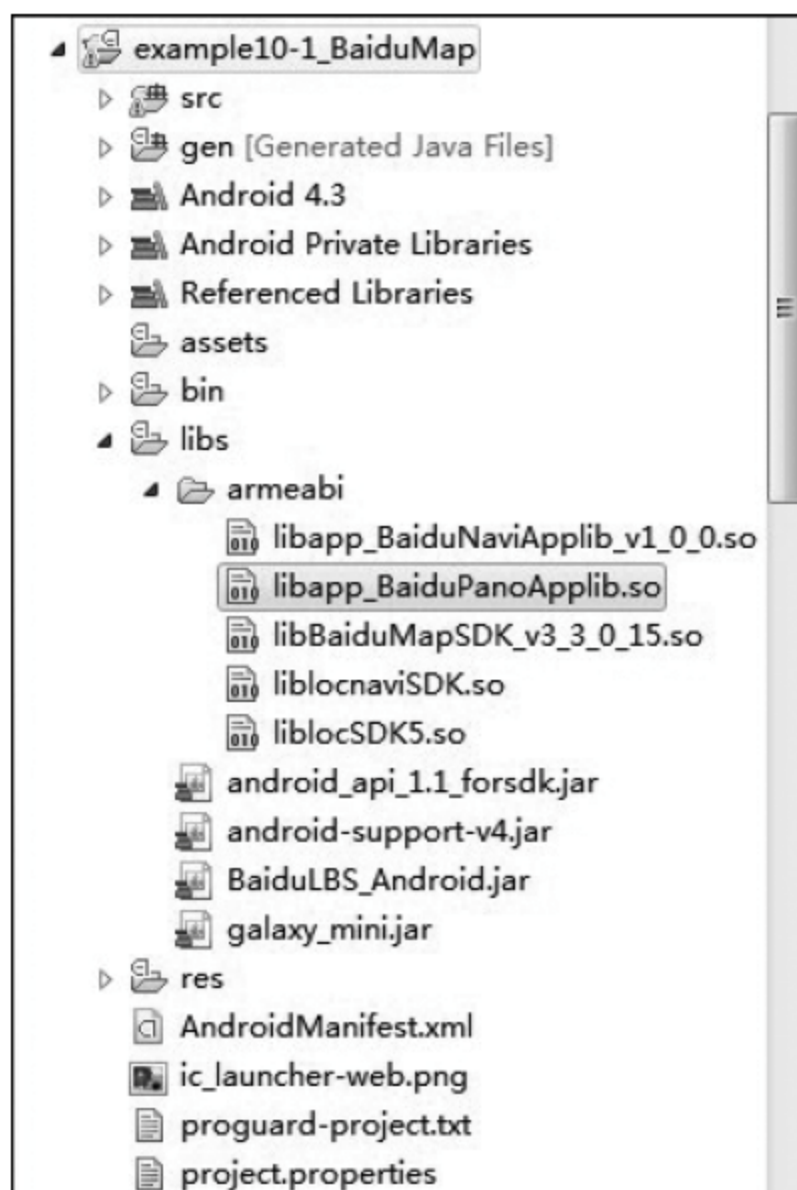 example10-1_BaiduMap
src
gen [Generated Java Files]
Android 4.3
Android Private Libraries
Referenced Libraries
assets
bin
libs
armeabi
libapp_BaiduNaviApplib_v1_0_0.so
libapp_BaiduPanoApplib.so
libBaiduMapSDK_v3_3_0_15.so
liblocnaviSDK.so
liblocSDK5.so
android_api_1.1_forsdk.jar
android-support-v4.jar
BaiduLBS_Android.jar
galaxy_mini.jar
res
AndroidManifest.xml
ic_launcher-web.png
proguard-project.txt
project.properties